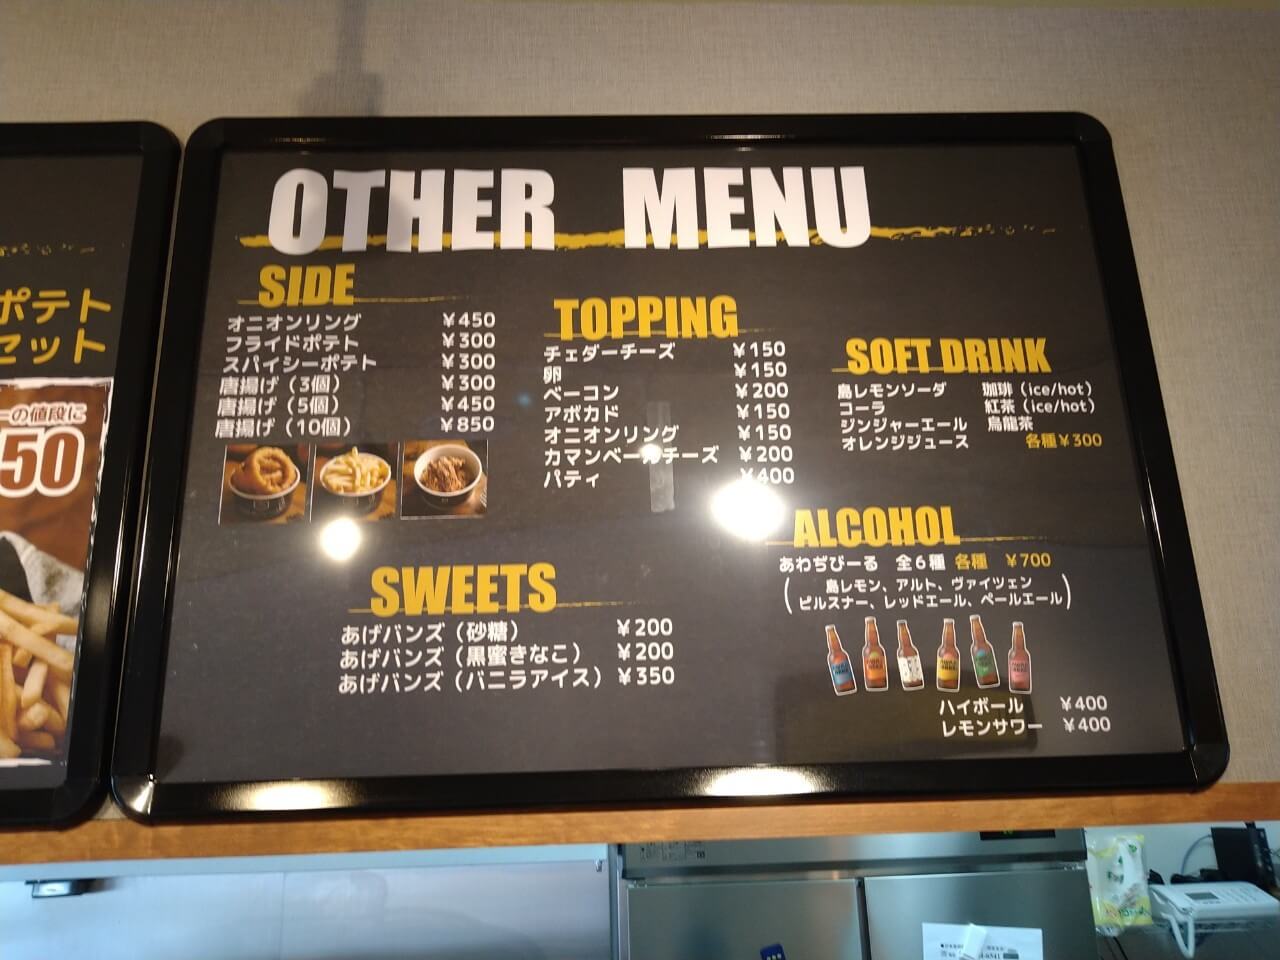 ポテト
セット
ーの値段に
50
OTHER MENU
SIDE
オニオンリング ¥450
フライドポテト ¥300
スパイシーポテト ¥300
唐揚げ（3個） ¥300
唐揚げ（5個） ¥450
唐揚げ（10個） ¥850
TOPPING
チェダーチーズ ¥150
卵 ¥150
ベーコン ¥200
アボカド ¥150
オニオンリング ¥150
カマンベールチーズ ¥200
パティ ¥400
SOFT DRINK
島レモンソーダ 珈琲（ice/hot）
コーラ 紅茶（ice/hot）
ジンジャーエール 烏龍茶
オレンジジュース 各種¥300
SWEETS
あげバンズ（砂糖） ¥200
あげバンズ（黒蜜きなこ） ¥200
あげバンズ（バニラアイス） ¥350
ALCOHOL
あわぢびーる 全6種 各種 ¥700
（島レモン、アルト、ヴァイツェン
ピルスナー、レッドエール、ペールエール）
ハイボール ¥400
レモンサワー ¥400